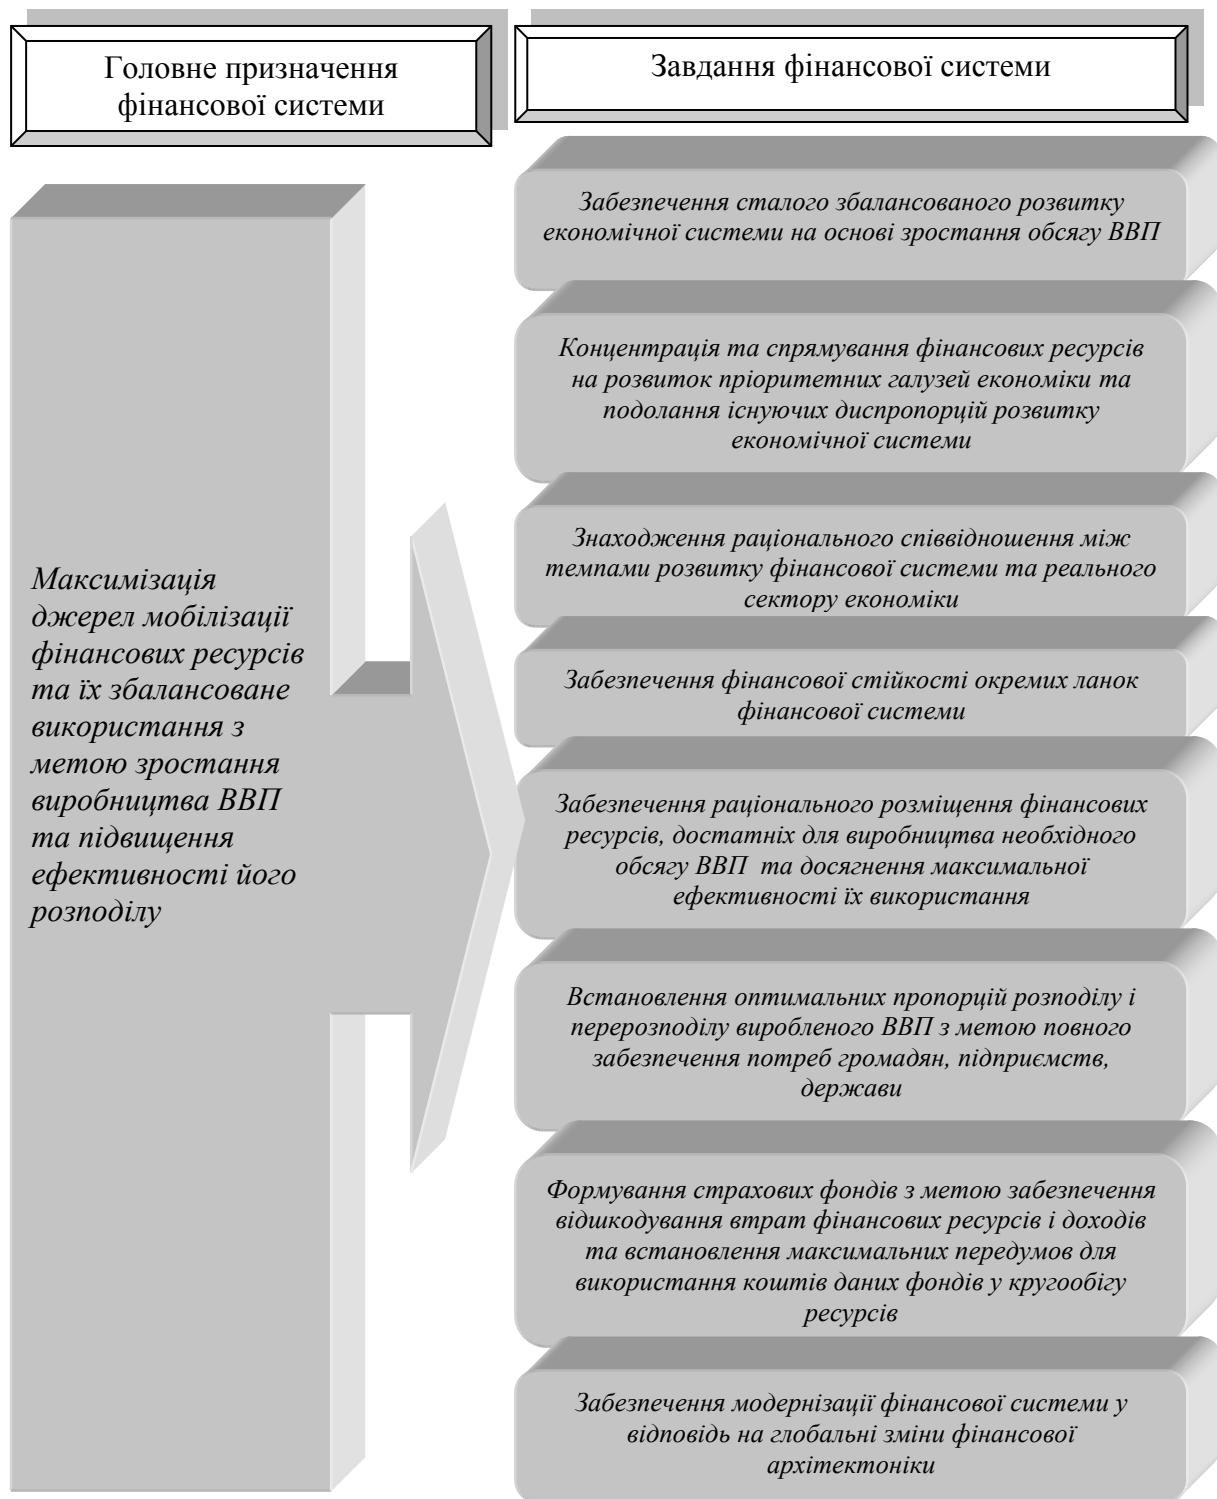 Головне призначення
фінансової системи
Завдання фінансової системи
Максимізація
джерел мобілізації
фінансових ресурсів
та їх збалансоване
використання з
метою зростання
виробництва ВВП
та підвищення
ефективності його
розподілу
Забезпечення сталого збалансованого розвитку
економічної системи на основі зростання обсягу ВВП
Концентрація та спрямування фінансових ресурсів
на розвиток пріоритетних галузей економіки та
подолання існуючих диспропорцій розвитку
економічної системи
Знаходження раціонального співвідношення між
темпами розвитку фінансової системи та реального
сектору економіки
Забезпечення фінансової стійкості окремих ланок
фінансової системи
Забезпечення раціонального розміщення фінансових
ресурсів, достатніх для виробництва необхідного
обсягу ВВП та досягнення максимальної
ефективності їх використання
Встановлення оптимальних пропорцій розподілу і
перерозподілу виробленого ВВП з метою повного
забезпечення потреб громадян, підприємств,
держави
Формування страхових фондів з метою забезпечення
відшкодування втрат фінансових ресурсів і доходів
та встановлення максимальних передумов для
використання коштів даних фондів у кругообігу
ресурсів
Забезпечення модернізації фінансової системи у
відповідь на глобальні зміни фінансової
архітектоніки